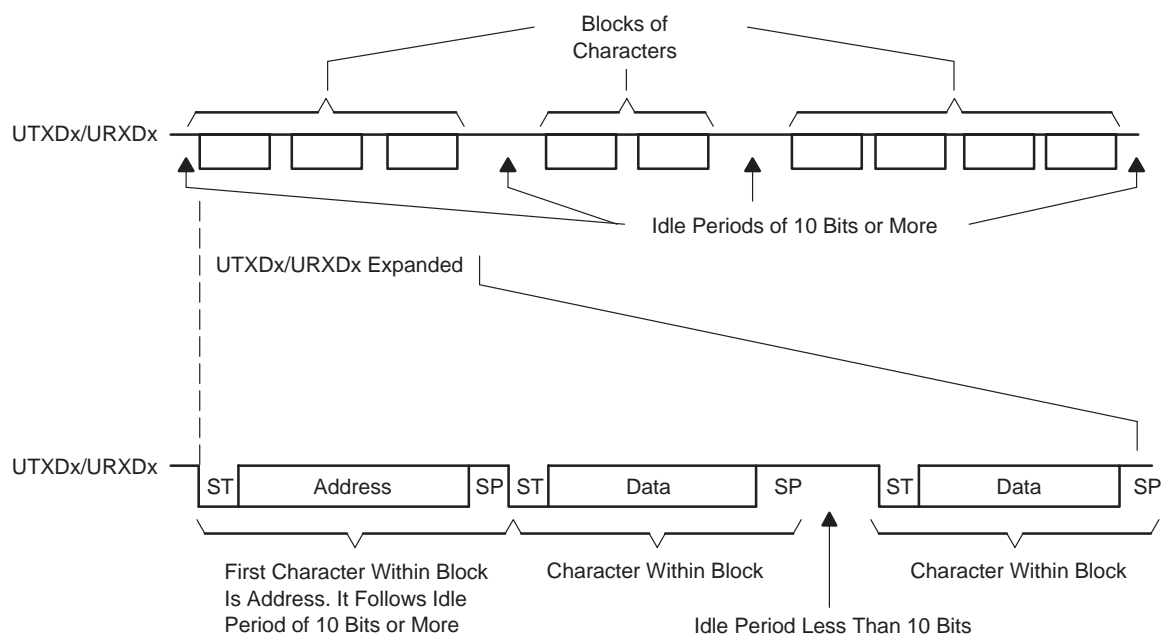 Blocks of
Characters
UTXDx/URXDx
Idle Periods of 10 Bits or More
UTXDx/URXDx Expanded
UTXDx/URXDx
ST
Address
SP
ST
Data
SP
ST
Data
SP
First Character Within Block
Is Address. It Follows Idle
Period of 10 Bits or More
Character Within Block
Character Within Block
Idle Period Less Than 10 Bits